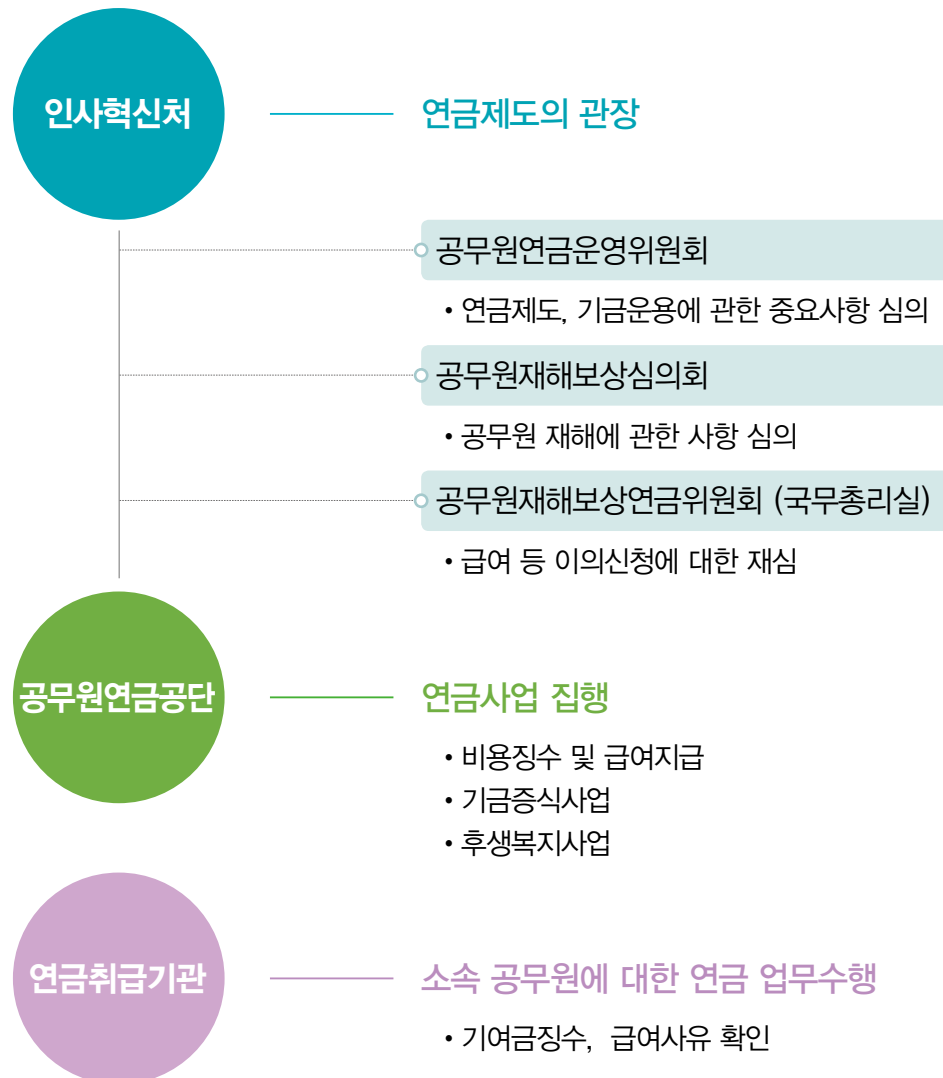 인사혁신처
연금제도의 관장
공무원연금운영위원회
• 연금제도, 기금운용에 관한 중요사항 심의
공무원재해보상심의회
• 공무원 재해에 관한 사항 심의
공무원재해보상연금위원회 (국무총리실)
• 급여 등 이의신청에 대한 재심
공무원연금공단
연금사업 집행
• 비용징수 및 급여지급
• 기금증식사업
• 후생복지사업
연금취급기관
소속 공무원에 대한 연금 업무수행
• 기여금징수, 급여사유 확인